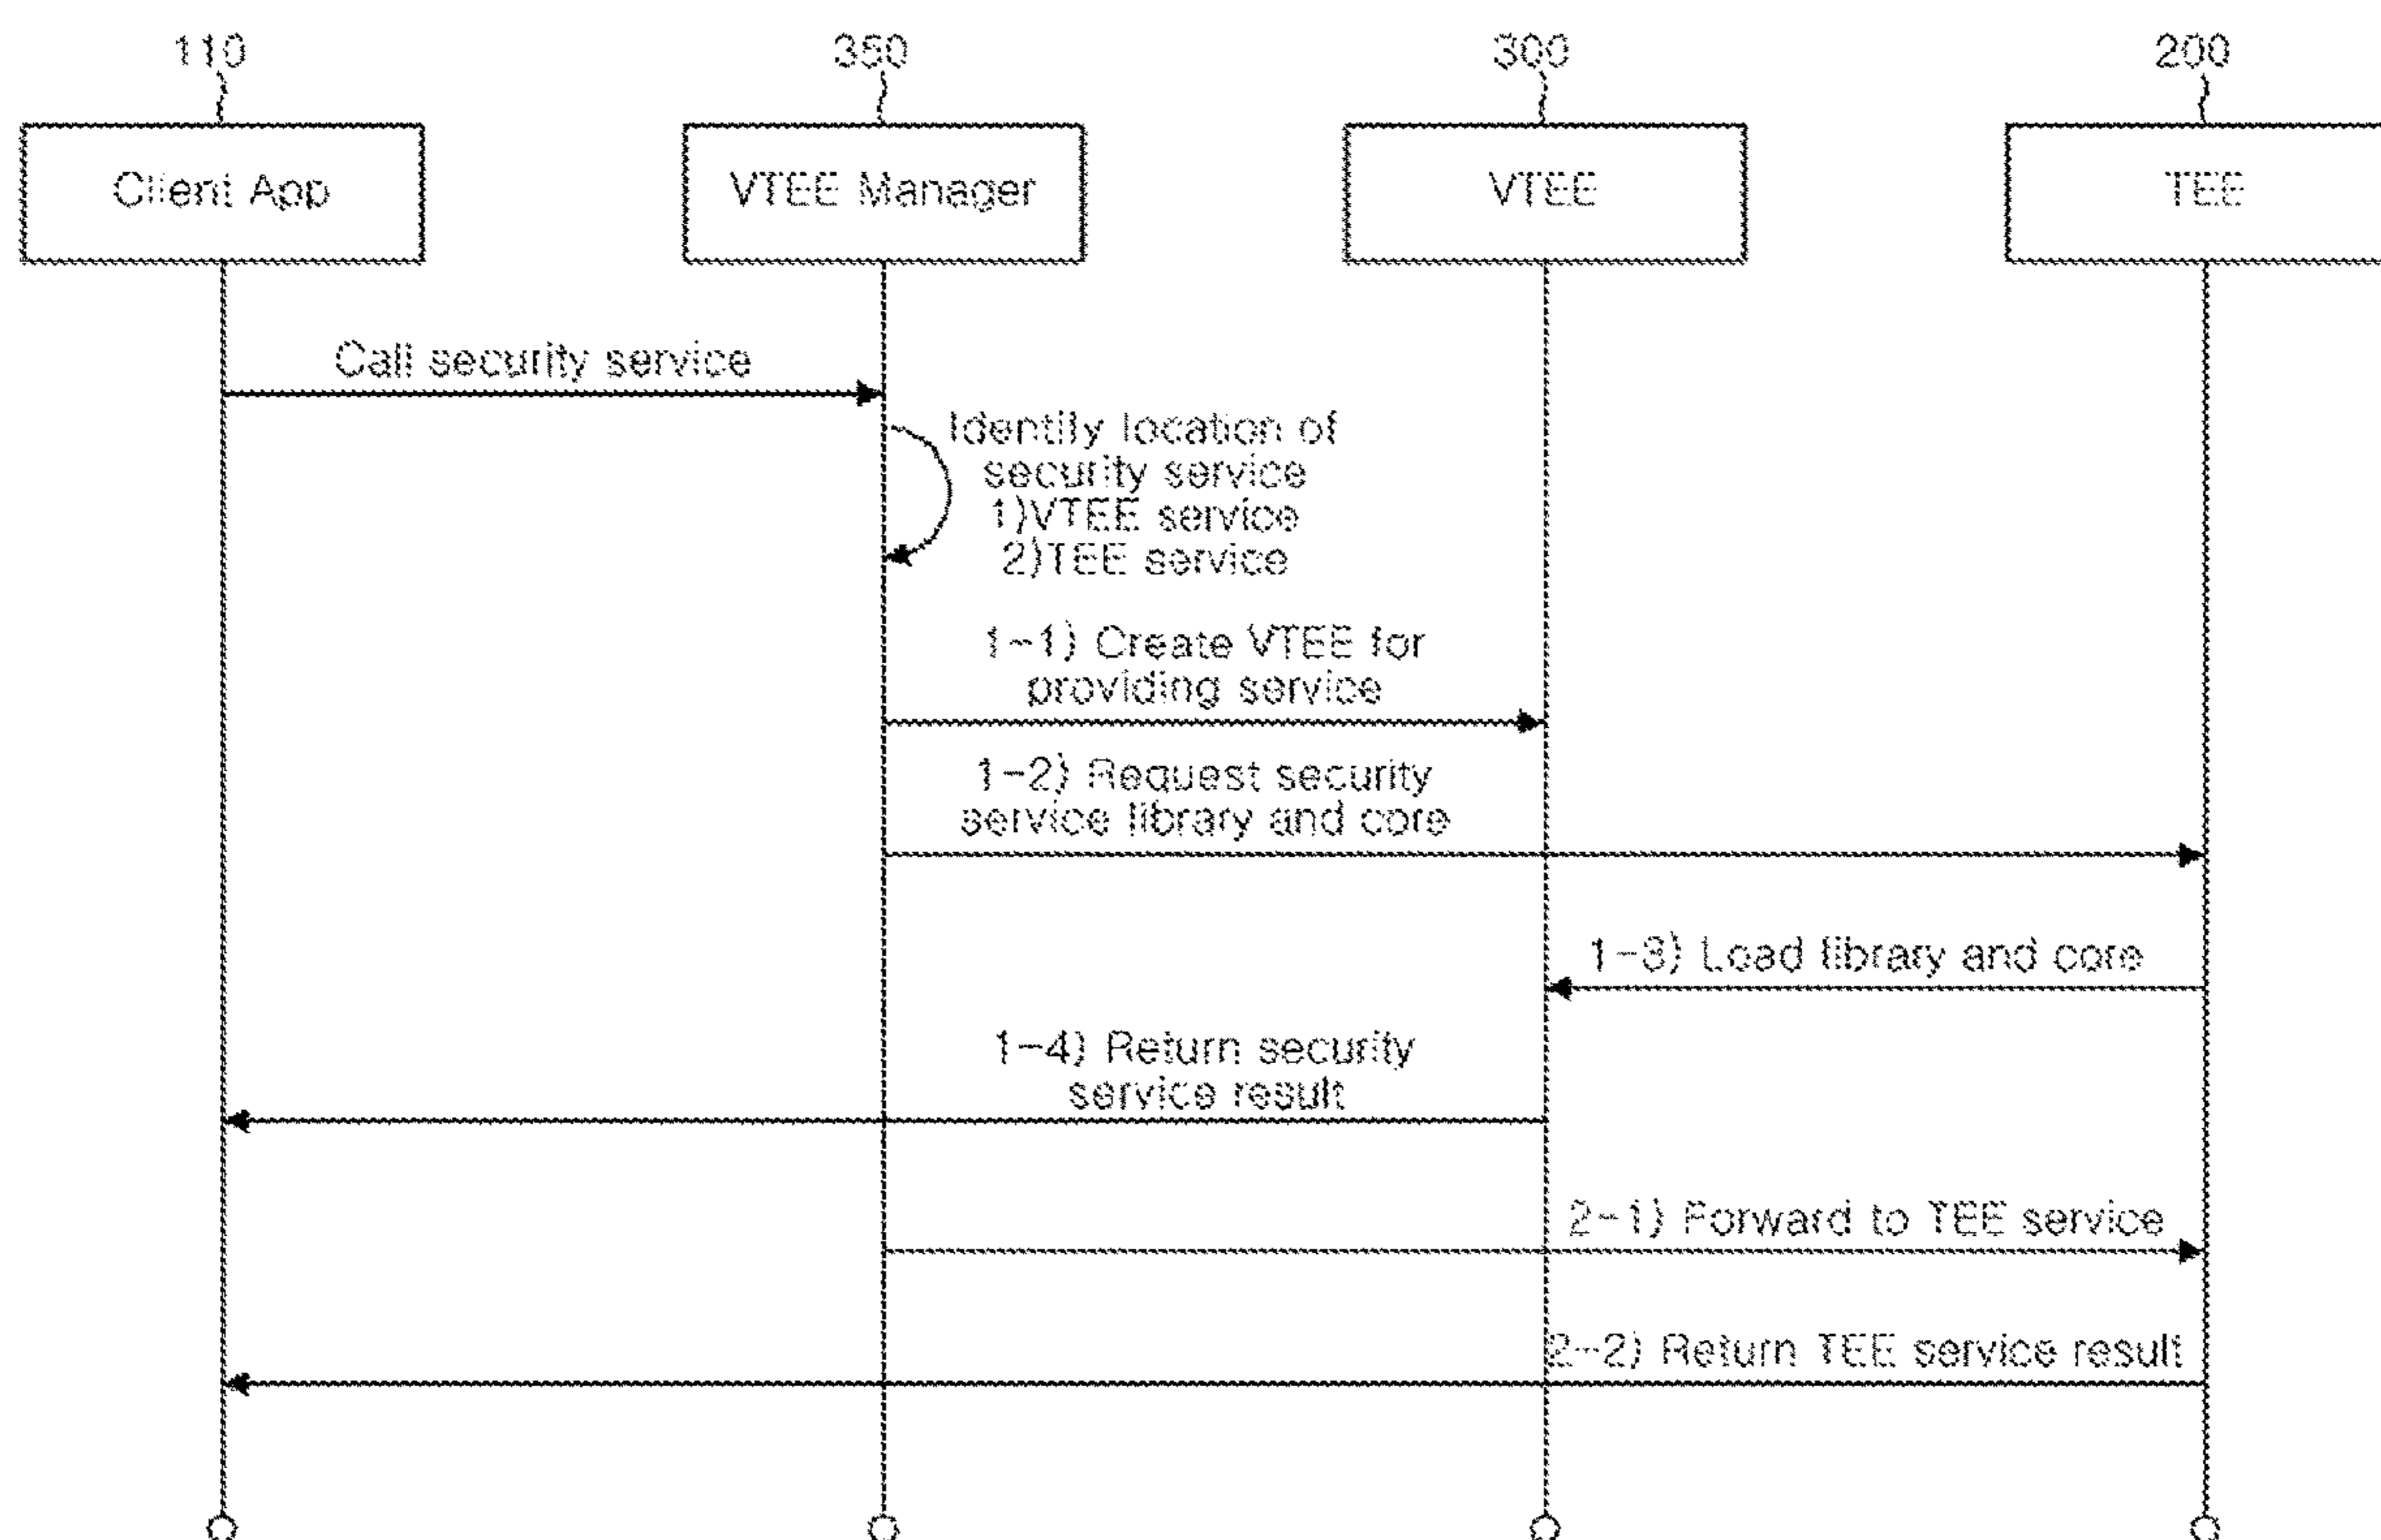 110
350
300
200
Client App
VTEE Manager
VTEE
TEE
Call security service
Identify location of
security service
1)VTEE service
2)TEE service
1-1) Create VTEE for
providing service
1-2) Request security
service library and core
1-3) Load library and core
1-4) Return security
service result
2-1) Forward to TEE service
2-2) Return TEE service result